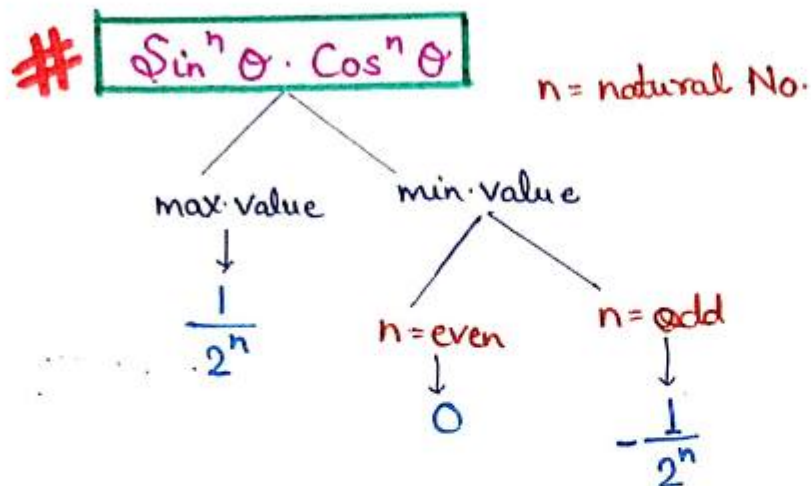 # Sinⁿ θ · Cosⁿ θ
n = natural No.
max. value
min. value
1/2ⁿ
n = even
n = odd
0
-1/2ⁿ